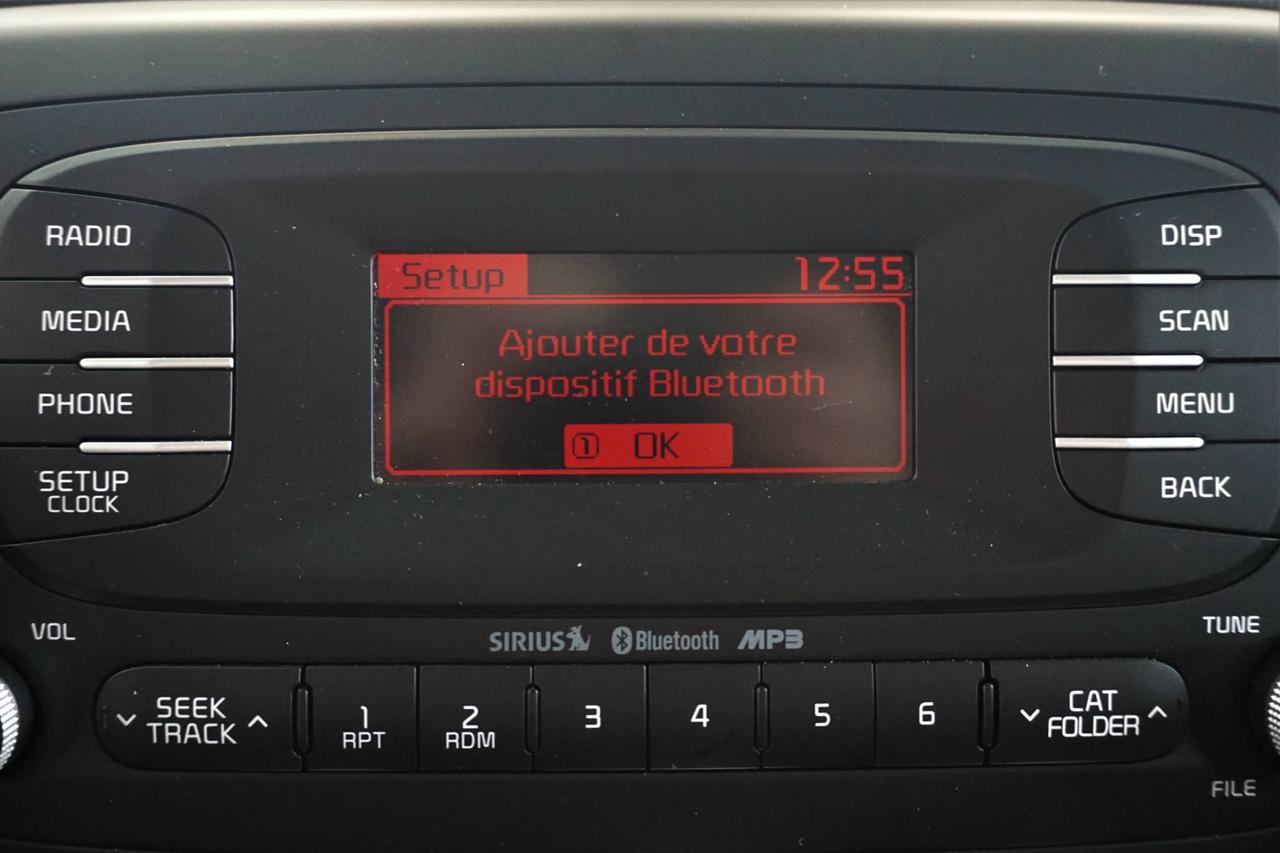 RADIO
MEDIA
PHONE
SETUP
CLOCK
Setup 12:55
Ajouter de votre
dispositif Bluetooth
1 OK
DISP
SCAN
MENU
BACK
VOL
TUNE
SIRIUS Bluetooth MP3
SEEK
TRACK
1
RPT
2
RDM
3
4
5
6
CAT
FOLDER
FILE